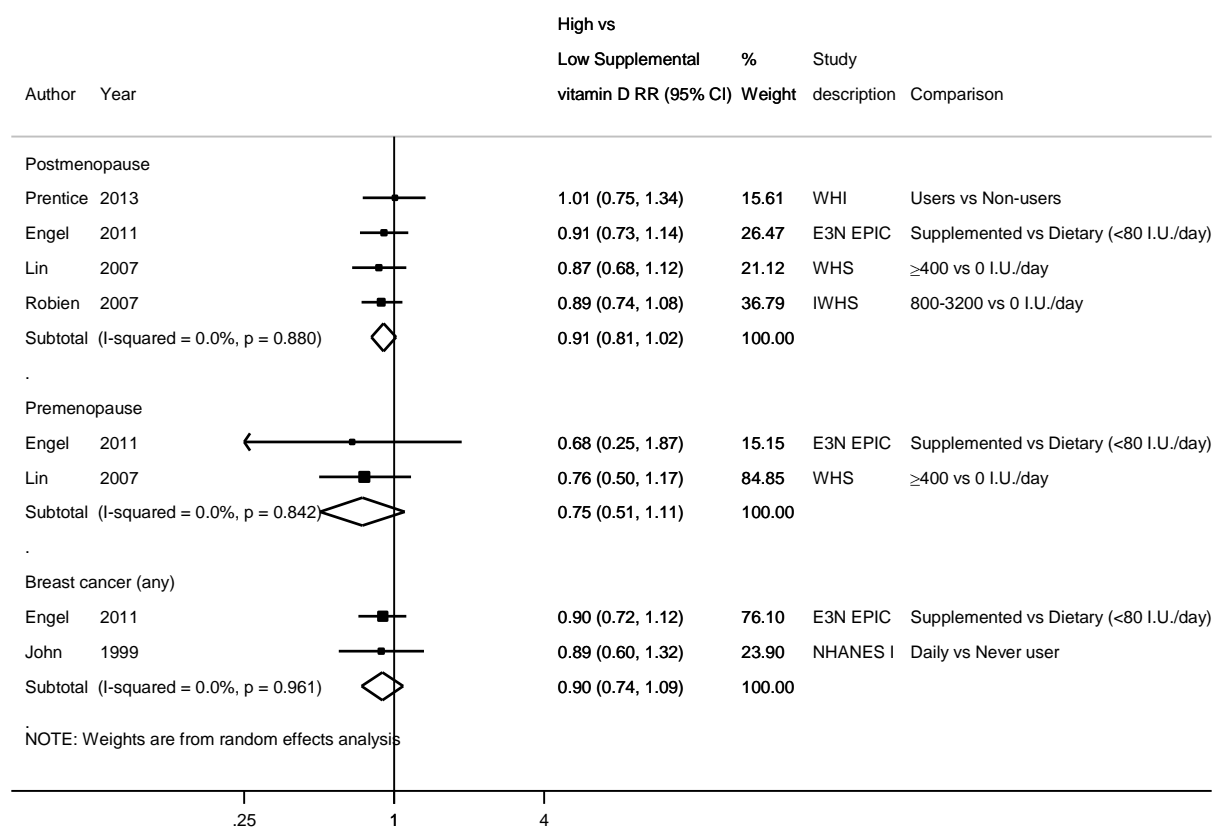 High vs
Low Supplemental % Study
Author Year vitamin D RR (95% CI) Weight description Comparison
Postmenopause
Prentice 2013 1.01 (0.75, 1.34) 15.61 WHI Users vs Non-users
Engel 2011 0.91 (0.73, 1.14) 26.47 E3N EPIC Supplemented vs Dietary (<80 I.U./day)
Lin 2007 0.87 (0.68, 1.12) 21.12 WHS ≥400 vs 0 I.U./day
Robien 2007 0.89 (0.74, 1.08) 36.79 IWHS 800-3200 vs 0 I.U./day
Subtotal (I-squared = 0.0%, p = 0.880) 0.91 (0.81, 1.02) 100.00
.
Premenopause
Engel 2011 0.68 (0.25, 1.87) 15.15 E3N EPIC Supplemented vs Dietary (<80 I.U./day)
Lin 2007 0.76 (0.50, 1.17) 84.85 WHS ≥400 vs 0 I.U./day
Subtotal (I-squared = 0.0%, p = 0.842) 0.75 (0.51, 1.11) 100.00
.
Breast cancer (any)
Engel 2011 0.90 (0.72, 1.12) 76.10 E3N EPIC Supplemented vs Dietary (<80 I.U./day)
John 1999 0.89 (0.60, 1.32) 23.90 NHANES I Daily vs Never user
Subtotal (I-squared = 0.0%, p = 0.961) 0.90 (0.74, 1.09) 100.00
.
NOTE: Weights are from random effects analysis
.25 1 4